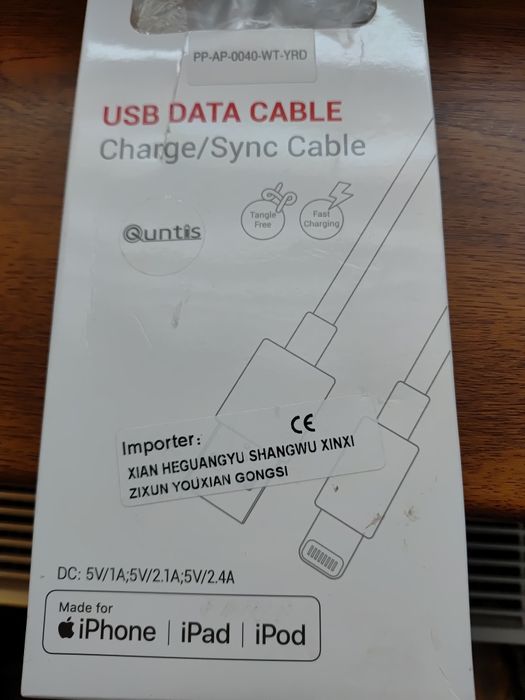 PP-AP-0040-WT-YRD
USB DATA CABLE
Charge/Sync Cable
Quntis
Tangle
Free
Fast
Charging
CE
Importer:
XIAN HEGUANGYU SHANGWU XINXI
ZIXUN YOUXIAN GONGSI
DC: 5V/1A;5V/2.1A;5V/2.4A
Made for
iPhone | iPad | iPod